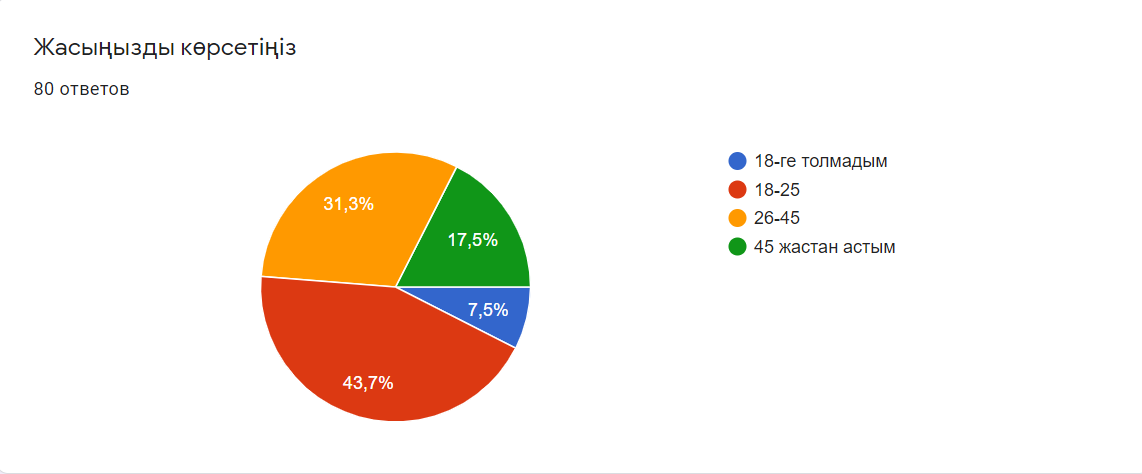 Жасыңызды көрсетіңіз
80 ответов
31,3%
17,5%
7,5%
43,7%
18-ге толмадым
18-25
26-45
45 жастан астым